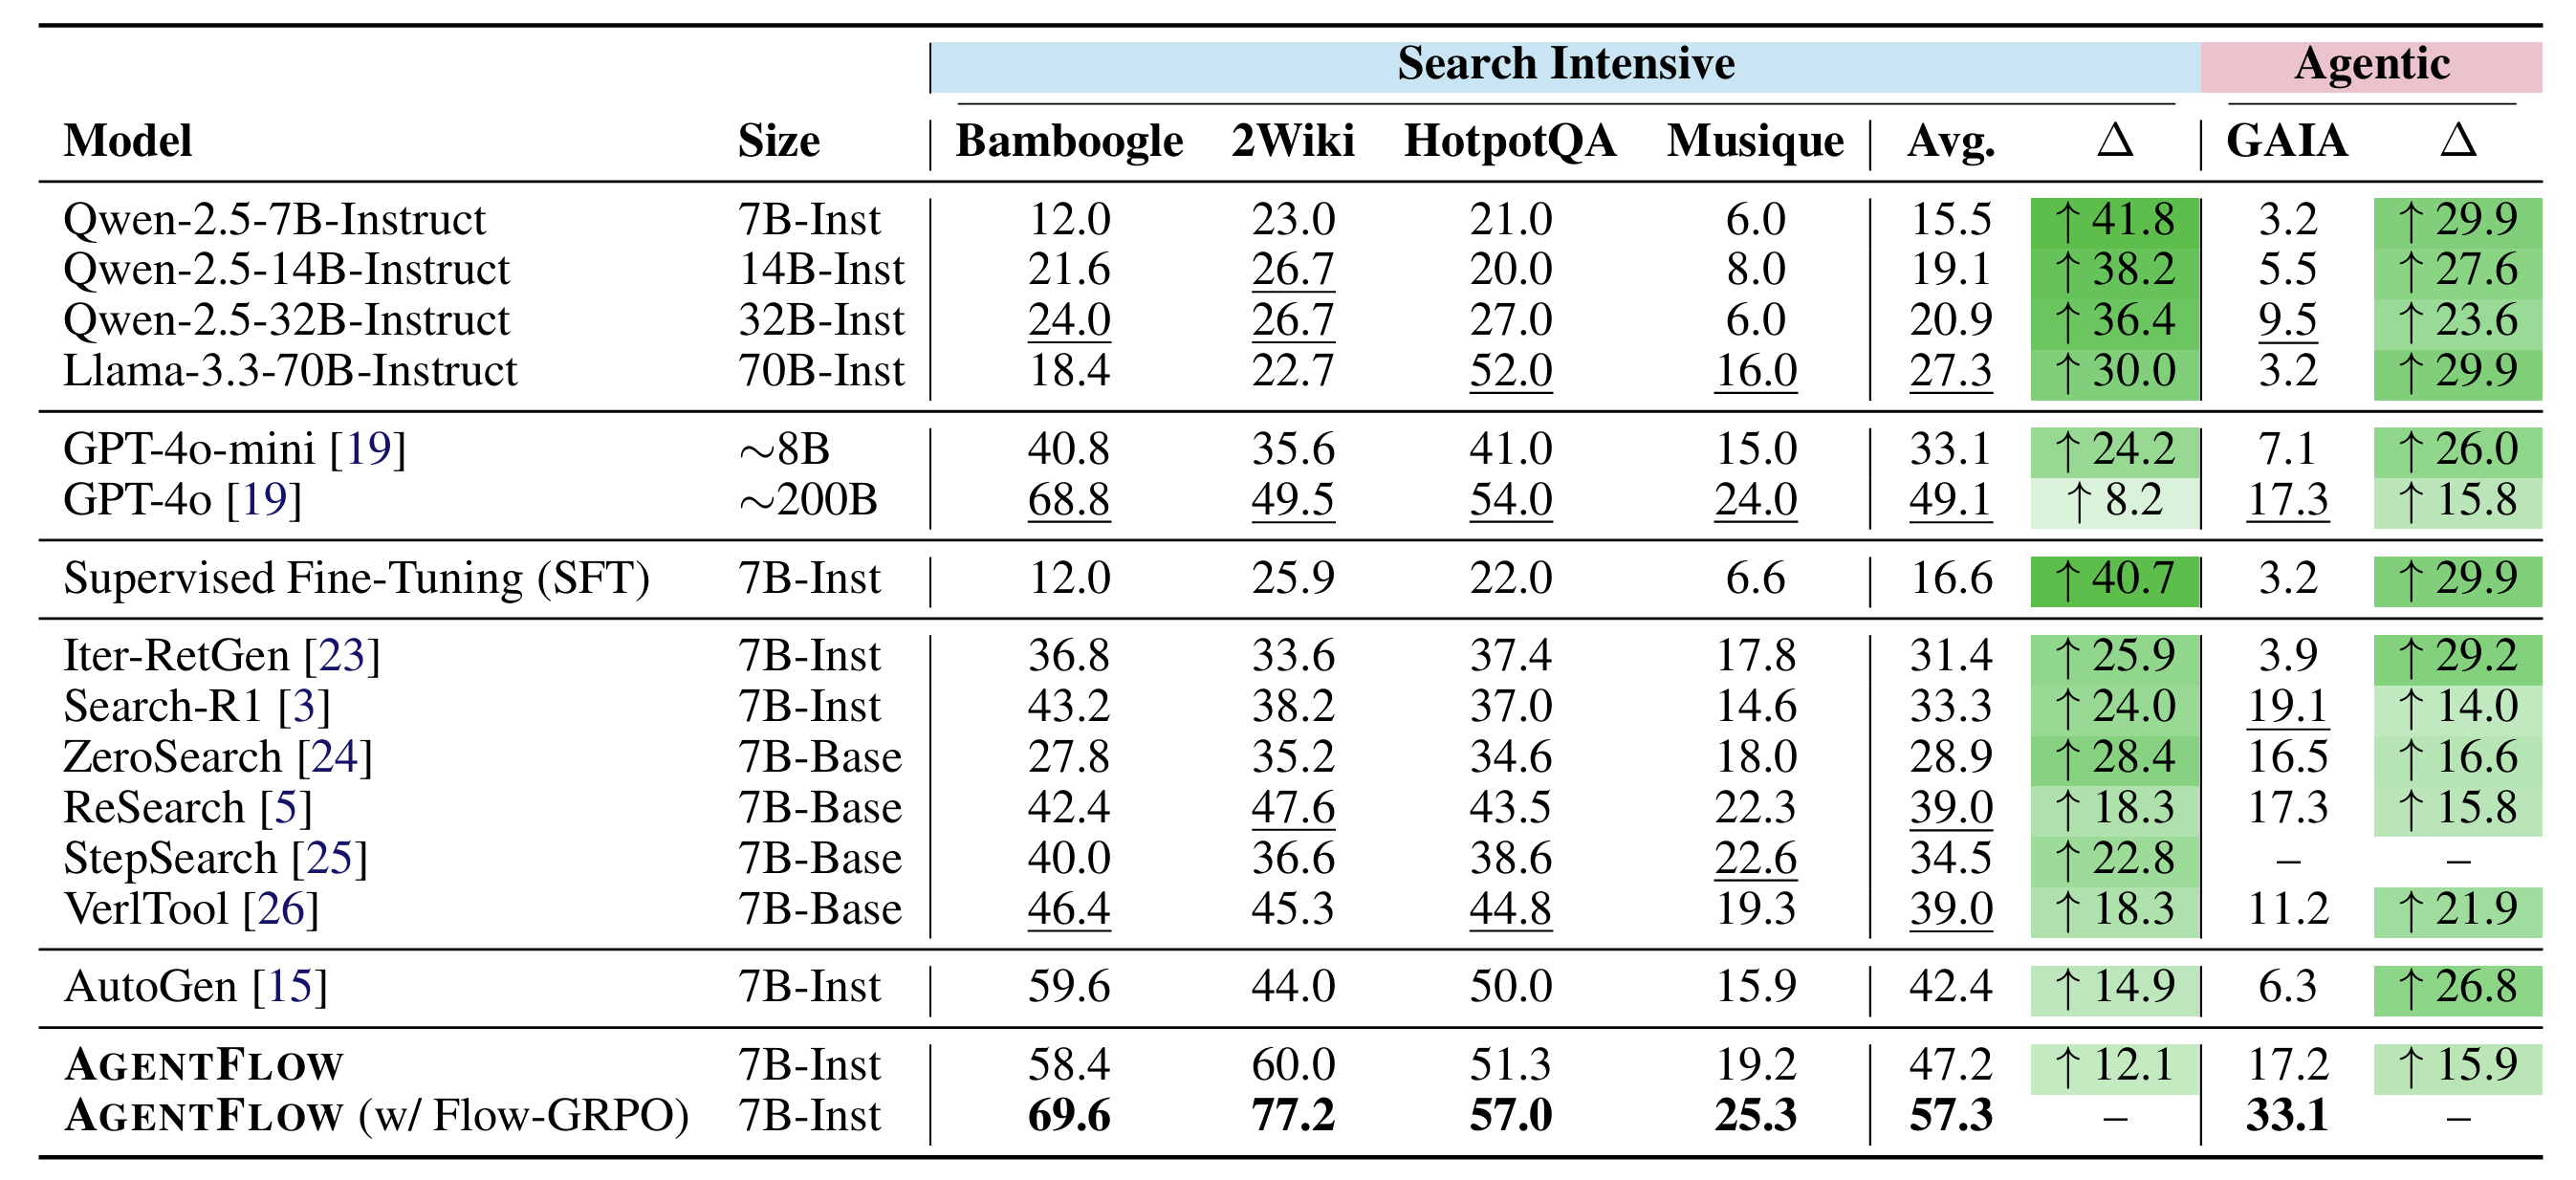 Search Intensive Agentic
Model Size Bamboogle 2Wiki HotpotQA Musique Avg. Δ GAIA Δ
Qwen-2.5-7B-Instruct 7B-Inst 12.0 23.0 21.0 6.0 15.5 ↑ 41.8 3.2 ↑ 29.9
Qwen-2.5-14B-Instruct 14B-Inst 21.6 26.7 20.0 8.0 19.1 ↑ 38.2 5.5 ↑ 27.6
Qwen-2.5-32B-Instruct 32B-Inst 24.0 26.7 27.0 6.0 20.9 ↑ 36.4 9.5 ↑ 23.6
Llama-3.3-70B-Instruct 70B-Inst 18.4 22.7 52.0 16.0 27.3 ↑ 30.0 3.2 ↑ 29.9
GPT-4o-mini [19] ~8B 40.8 35.6 41.0 15.0 33.1 ↑ 24.2 7.1 ↑ 26.0
GPT-4o [19] ~200B 68.8 49.5 54.0 24.0 49.1 ↑ 8.2 17.3 ↑ 15.8
Supervised Fine-Tuning (SFT) 7B-Inst 12.0 25.9 22.0 6.6 16.6 ↑ 40.7 3.2 ↑ 29.9
Iter-RetGen [23] 7B-Inst 36.8 33.6 37.4 17.8 31.4 ↑ 25.9 3.9 ↑ 29.2
Search-R1 [3] 7B-Inst 43.2 38.2 37.0 14.6 33.3 ↑ 24.0 19.1 ↑ 14.0
ZeroSearch [24] 7B-Base 27.8 35.2 34.6 18.0 28.9 ↑ 28.4 16.5 ↑ 16.6
ReSearch [5] 7B-Base 42.4 47.6 43.5 22.3 39.0 ↑ 18.3 17.3 ↑ 15.8
StepSearch [25] 7B-Base 40.0 36.6 38.6 22.6 34.5 ↑ 22.8 – –
VerlTool [26] 7B-Base 46.4 45.3 44.8 19.3 39.0 ↑ 18.3 11.2 ↑ 21.9
AutoGen [15] 7B-Inst 59.6 44.0 50.0 15.9 42.4 ↑ 14.9 6.3 ↑ 26.8
AGENTFLOW 7B-Inst 58.4 60.0 51.3 19.2 47.2 ↑ 12.1 17.2 ↑ 15.9
AGENTFLOW (w/ Flow-GRPO) 7B-Inst 69.6 77.2 57.0 25.3 57.3 – 33.1 –